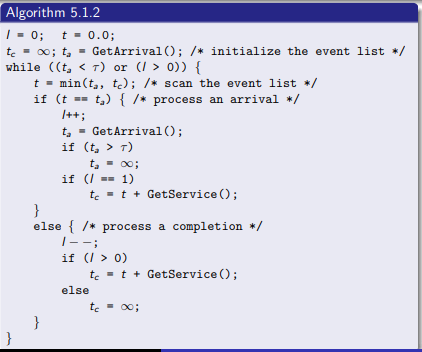 Algorithm 5.1.2
l = 0; t = 0.0;
tc = ∞; ta = GetArrival(); /* initialize the event list */
while ((ta < τ) or (l > 0)) {
t = min(ta, tc); /* scan the event list */
if (t == ta) { /* process an arrival */
l++;
ta = GetArrival();
if (ta > τ)
ta = ∞;
if (l == 1)
tc = t + GetService();
}
else { /* process a completion */
l--;
if (l > 0)
tc = t + GetService();
else
tc = ∞;
}
}